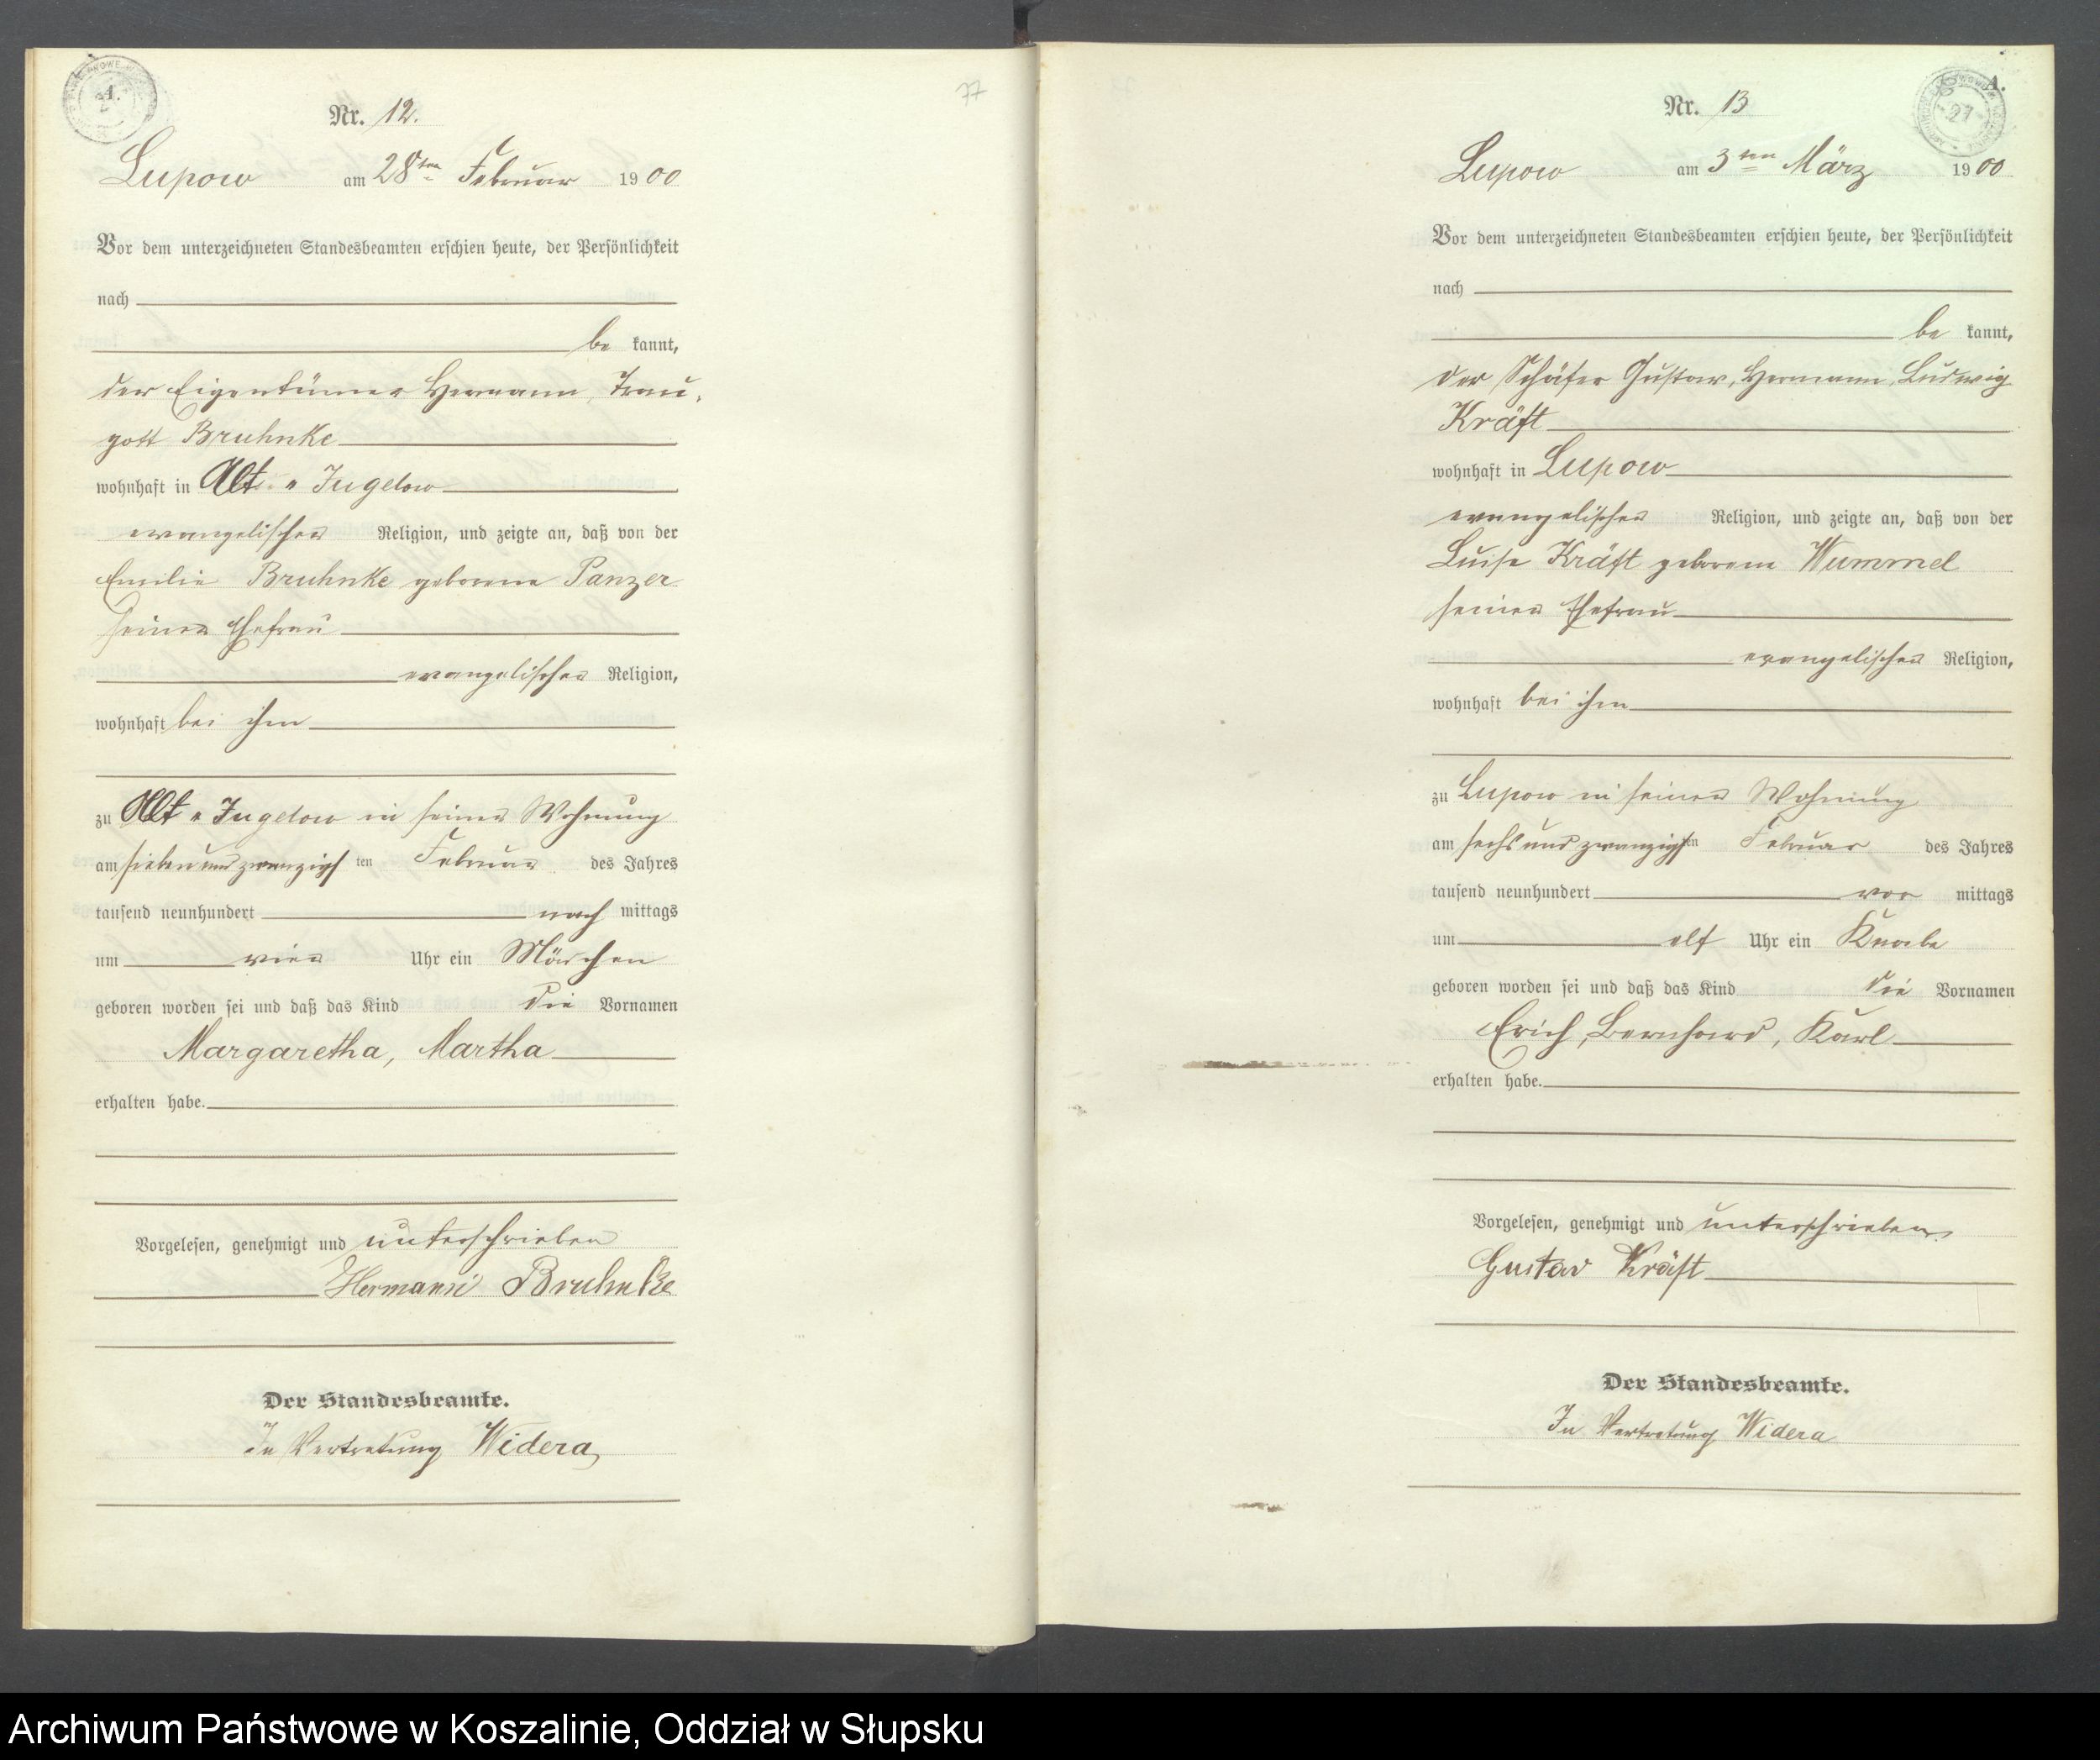 A.
Nr. 12.
Lupow am 28ten Februar 1900
Vor dem unterzeichneten Standesbeamten erschien heute, der Persönlichkeit
nach
be kannt,
der Eigentümer Hermann, Trau-
gott Bruhnke
wohnhaft in Alt-Jugelow
evangelischer Religion, und zeigte an, daß von der
Emilie Bruhnke geborene Panzer
seiner Ehefrau
evangelischer Religion,
wohnhaft bei ihm
zu Alt-Jugelow in seiner Wohnung
am siebenundzwanzigsten Februar des Jahres
tausend neunhundert nach mittags
um vier Uhr ein Mädchen
geboren worden sei und daß das Kind die Vornamen
Margaretha, Martha
erhalten habe.
Vorgelesen, genehmigt und unterschrieben
Hermann Bruhnke
Der Standesbeamte.
In Vertretung Widera
77
A.
27
Nr. 13
Lupow am 3ten März 1900
Vor dem unterzeichneten Standesbeamten erschien heute, der Persönlichkeit
nach
be kannt,
der Schäfer Gustav, Hermann, Ludwig
Kräft
wohnhaft in Lupow
evangelischer Religion, und zeigte an, daß von der
Luise Kräft geborene Wummel
seiner Ehefrau
evangelischer Religion,
wohnhaft bei ihm
zu Lupow in seiner Wohnung
am sechsundzwanzigsten Februar des Jahres
tausend neunhundert vor mittags
um elf Uhr ein Knabe
geboren worden sei und daß das Kind die Vornamen
Erich, Bernhard, Karl
erhalten habe.
Vorgelesen, genehmigt und unterschrieben
Gustav Kräft
Der Standesbeamte.
In Vertretung Widera
Archiwum Państwowe w Koszalinie, Oddział w Słupsku